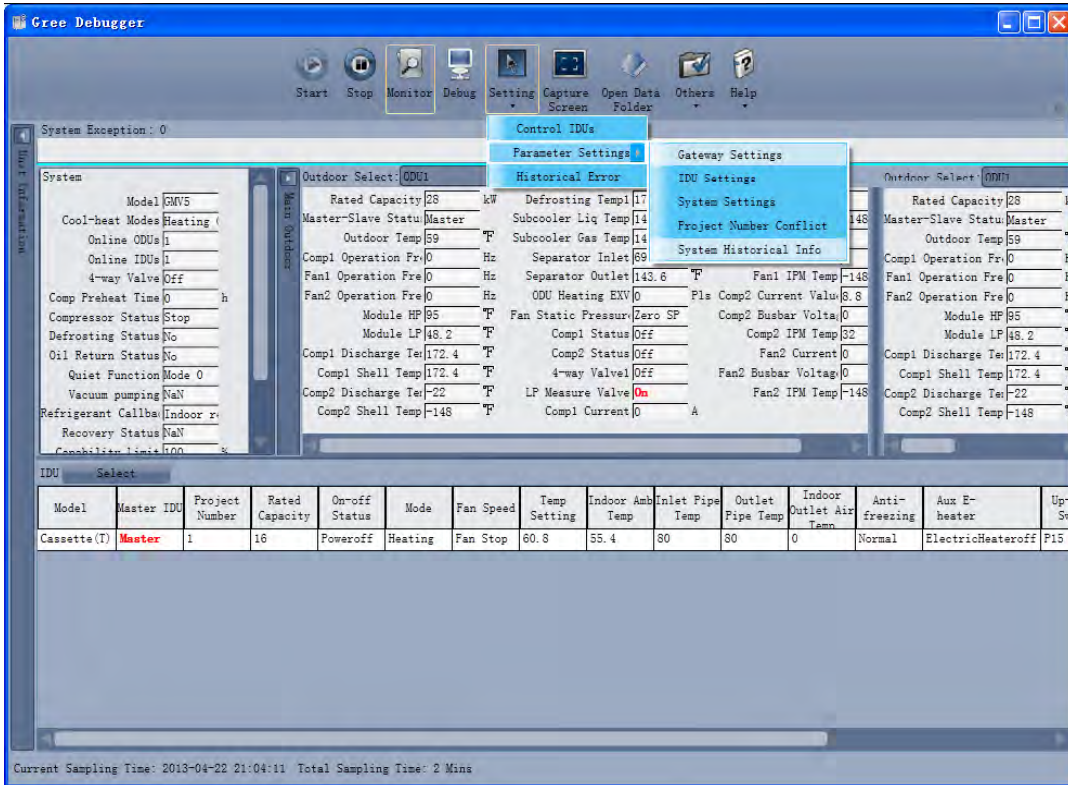 Gree Debugger
Start Stop Monitor Debug Setting Capture Screen Open Data Folder Others Help
System Exception: 0
Control IDUs
Parameter Settings
Historical Error
Gateway Settings
IDU Settings
System Settings
Project Number Conflict
System Historical Info
Unit Information
System
Model GMV5
Cool-heat Modes Heating
Online ODUs 1
Online IDUs 1
4-way Valve Off
Comp Preheat Time 0 h
Compressor Status Stop
Defrosting Status No
Oil Return Status No
Quiet Function Mode 0
Vacuum pumping NaN
Refrigerant Callba Indoor r
Recovery Status NaN
Capability limit 100 %
Main Outdoor
Outdoor Select: ODU1
Rated Capacity 28 kW
Master-Slave Statu Master
Outdoor Temp 59 °F
Comp1 Operation Fr 0 Hz
Fan1 Operation Fre 0 Hz
Fan2 Operation Fre 0 Hz
Module HP 95 °F
Module LP 48.2 °F
Comp1 Discharge Te 172.4 °F
Comp1 Shell Temp 172.4 °F
Comp2 Discharge Te -22 °F
Comp2 Shell Temp -148 °F
Defrosting Temp1 17
Subcooler Liq Temp 14
Subcooler Gas Temp 14
Separator Inlet 69
Separator Outlet 143.6 °F
ODU Heating EXV 0 Pls
Fan Static Pressur Zero SP
Comp1 Status Off
Comp2 Status Off
4-way Valve1 Off
LP Measure Valve On
Comp1 Current 0 A
148
Fan1 IPM Temp -148
Comp2 Current Valu 8.8
Comp2 Busbar Volta 0
Comp2 IPM Temp 32
Fan2 Current 0
Fan2 Busbar Voltag 0
Fan2 IPM Temp -148
Outdoor Select: ODU1
Rated Capacity 28
Master-Slave Statu Master
Outdoor Temp 59
Comp1 Operation Fr 0
Fan1 Operation Fre 0
Fan2 Operation Fre 0
Module HP 95
Module LP 48.2
Comp1 Discharge Te 172.4
Comp1 Shell Temp 172.4
Comp2 Discharge Te -22
Comp2 Shell Temp -148
IDU Select
Model Master IDU Project Number Rated Capacity On-off Status Mode Fan Speed Temp Setting Indoor Amb Temp Inlet Pipe Temp Outlet Pipe Temp Indoor Outlet Air Temp Anti-freezing Aux E-heater Up-
Cassette(T) Master 1 16 Poweroff Heating Fan Stop 60.8 55.4 80 80 0 Normal ElectricHeateroff P15
Current Sampling Time: 2013-04-22 21:04:11 Total Sampling Time: 2 Mins